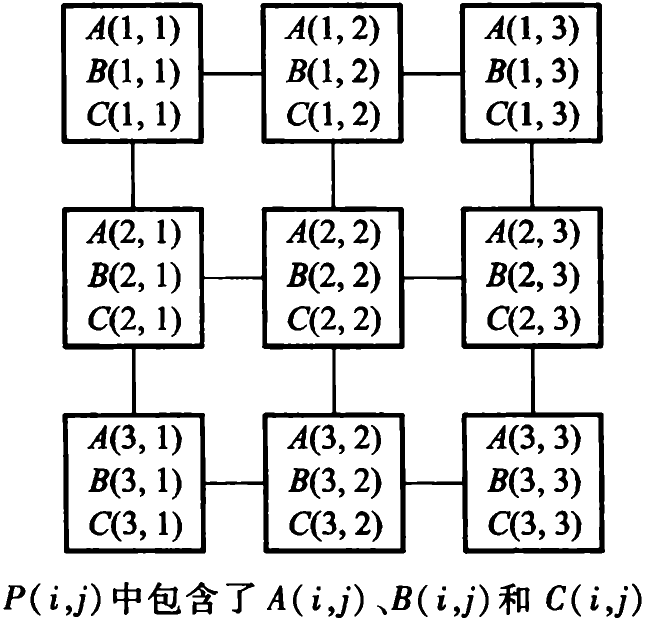 A(1, 1) A(1, 2) A(1, 3)
B(1, 1) B(1, 2) B(1, 3)
C(1, 1) C(1, 2) C(1, 3)
A(2, 1) A(2, 2) A(2, 3)
B(2, 1) B(2, 2) B(2, 3)
C(2, 1) C(2, 2) C(2, 3)
A(3, 1) A(3, 2) A(3, 3)
B(3, 1) B(3, 2) B(3, 3)
C(3, 1) C(3, 2) C(3, 3)
P(i,j)中包含了 A(i,j)、B(i,j)和 C(i,j)